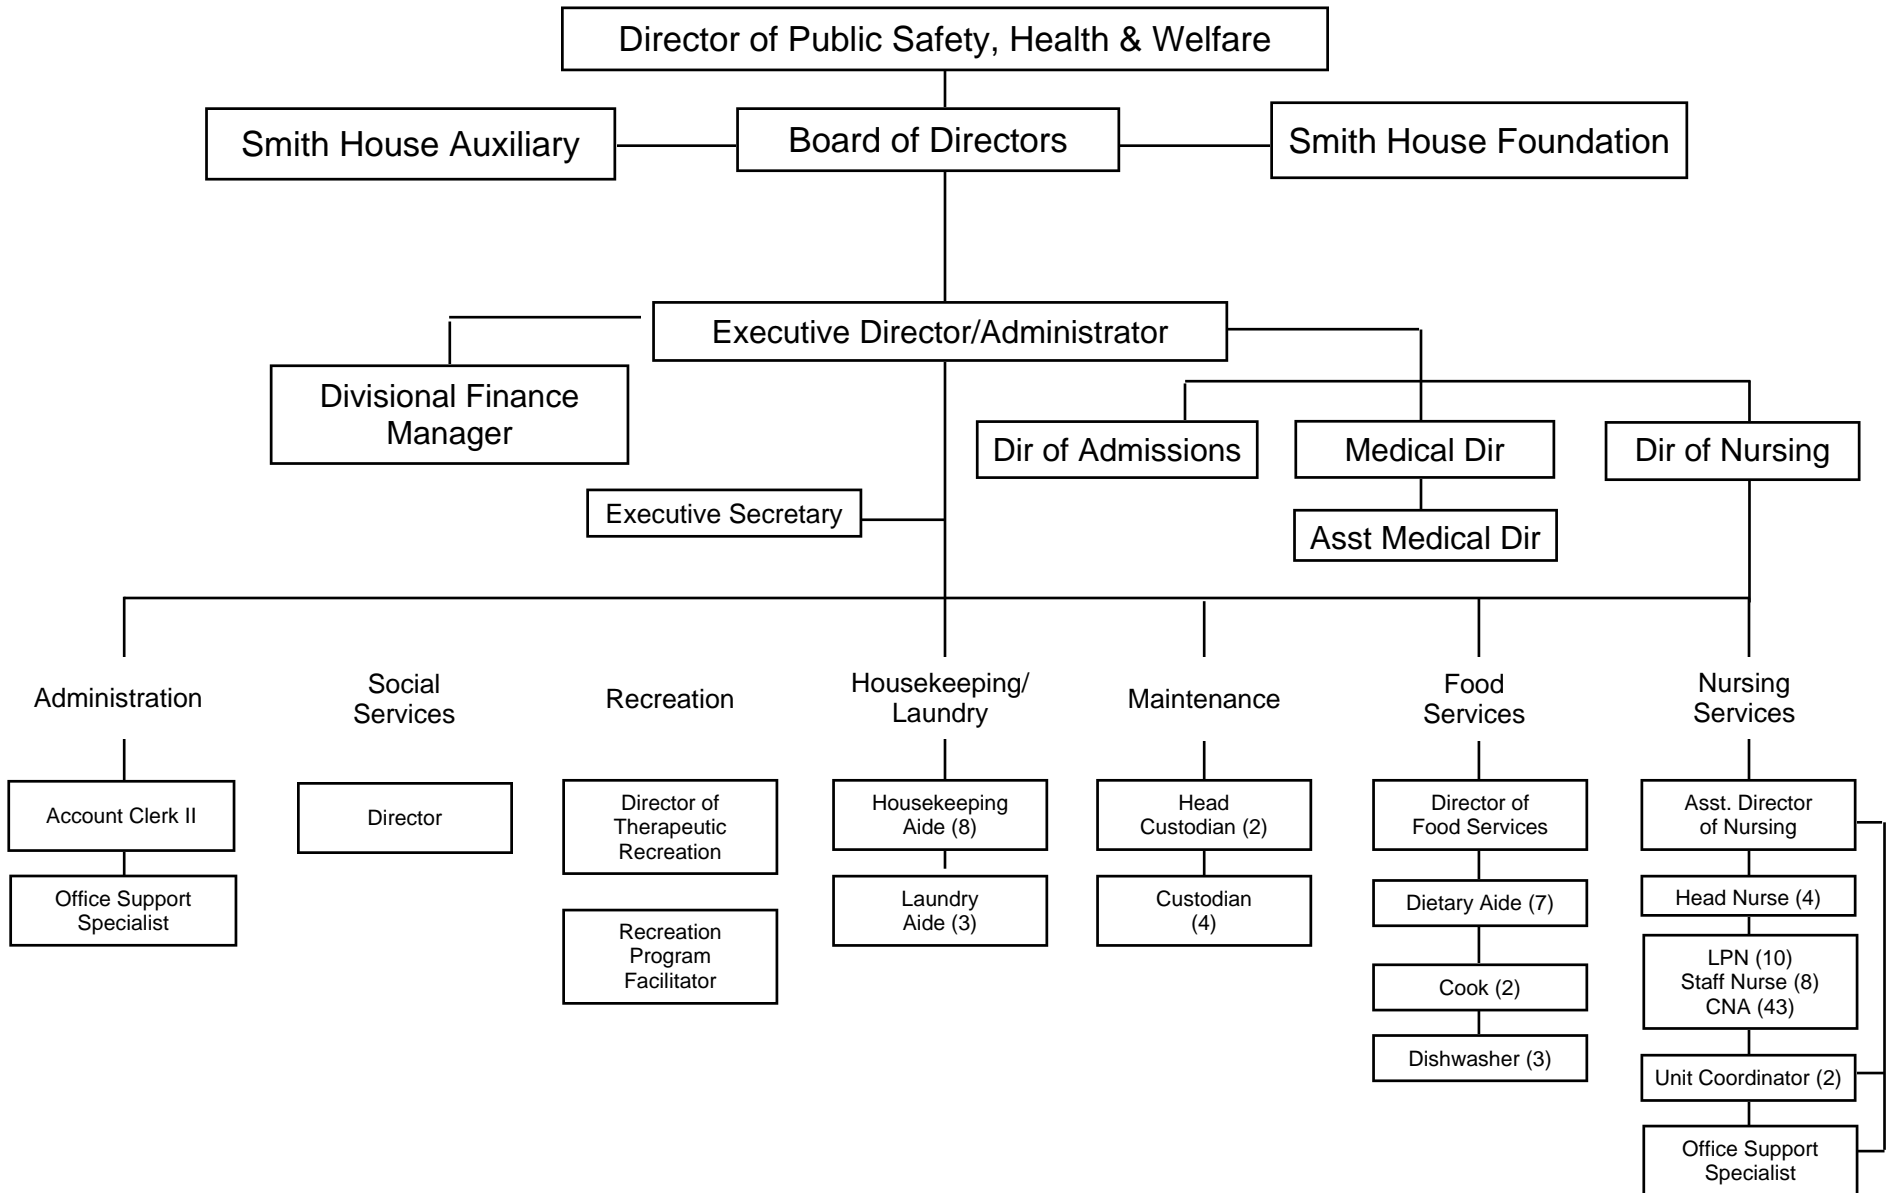 Director of Public Safety, Health & Welfare
Smith House Auxiliary
Board of Directors
Smith House Foundation
Executive Director/Administrator
Divisional Finance
Manager
Dir of Admissions
Medical Dir
Dir of Nursing
Executive Secretary
Asst Medical Dir
Administration
Social
Services
Recreation
Housekeeping/
Laundry
Maintenance
Food
Services
Nursing
Services
Account Clerk II
Office Support
Specialist
Director
Director of
Therapeutic
Recreation
Recreation
Program
Facilitator
Housekeeping
Aide (8)
Laundry
Aide (3)
Head
Custodian (2)
Custodian
(4)
Director of
Food Services
Dietary Aide (7)
Cook (2)
Dishwasher (3)
Asst. Director
of Nursing
Head Nurse (4)
LPN (10)
Staff Nurse (8)
CNA (43)
Unit Coordinator (2)
Office Support
Specialist